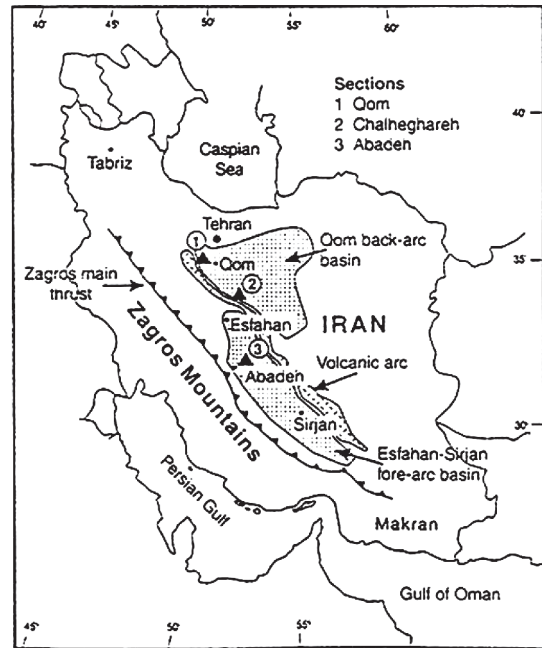 40°
45°
50°
55°
60°
Sections
1 Qom
2 Chalheghareh
3 Abadeh
40°
Tabriz
Caspian
Sea
Tehran
1
Qom
Qom back-arc
basin
35°
2
Zagros main
thrust
Esfahan
IRAN
3
Volcanic arc
Abadeh
Zagros Mountains
Sirjan
30°
Esfahan-Sirjan
fore-arc basin
Persian Gulf
Makran
Gulf of Oman
45°
50°
55°